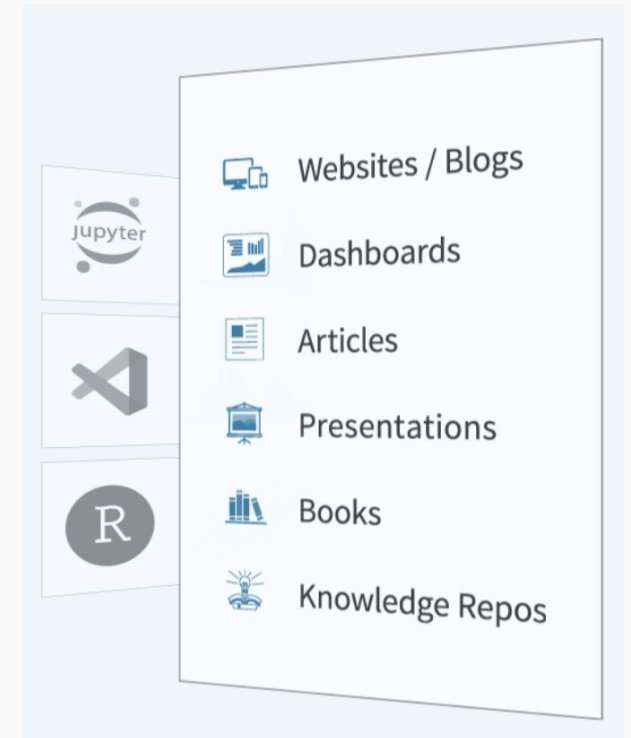 Websites / Blogs
Jupyter
Dashboards
Articles
Presentations
Books
R
Knowledge Repos